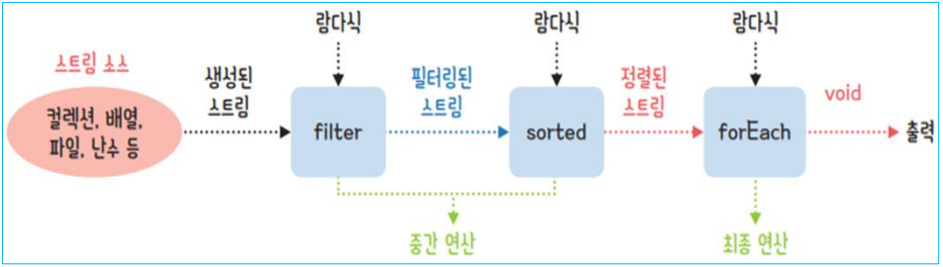 스트림 소스
컬렉션, 배열,
파일, 난수 등
생성된
스트림
람다식
filter
필터링된
스트림
람다식
sorted
정렬된
스트림
람다식
forEach
void
출력
중간 연산
최종 연산